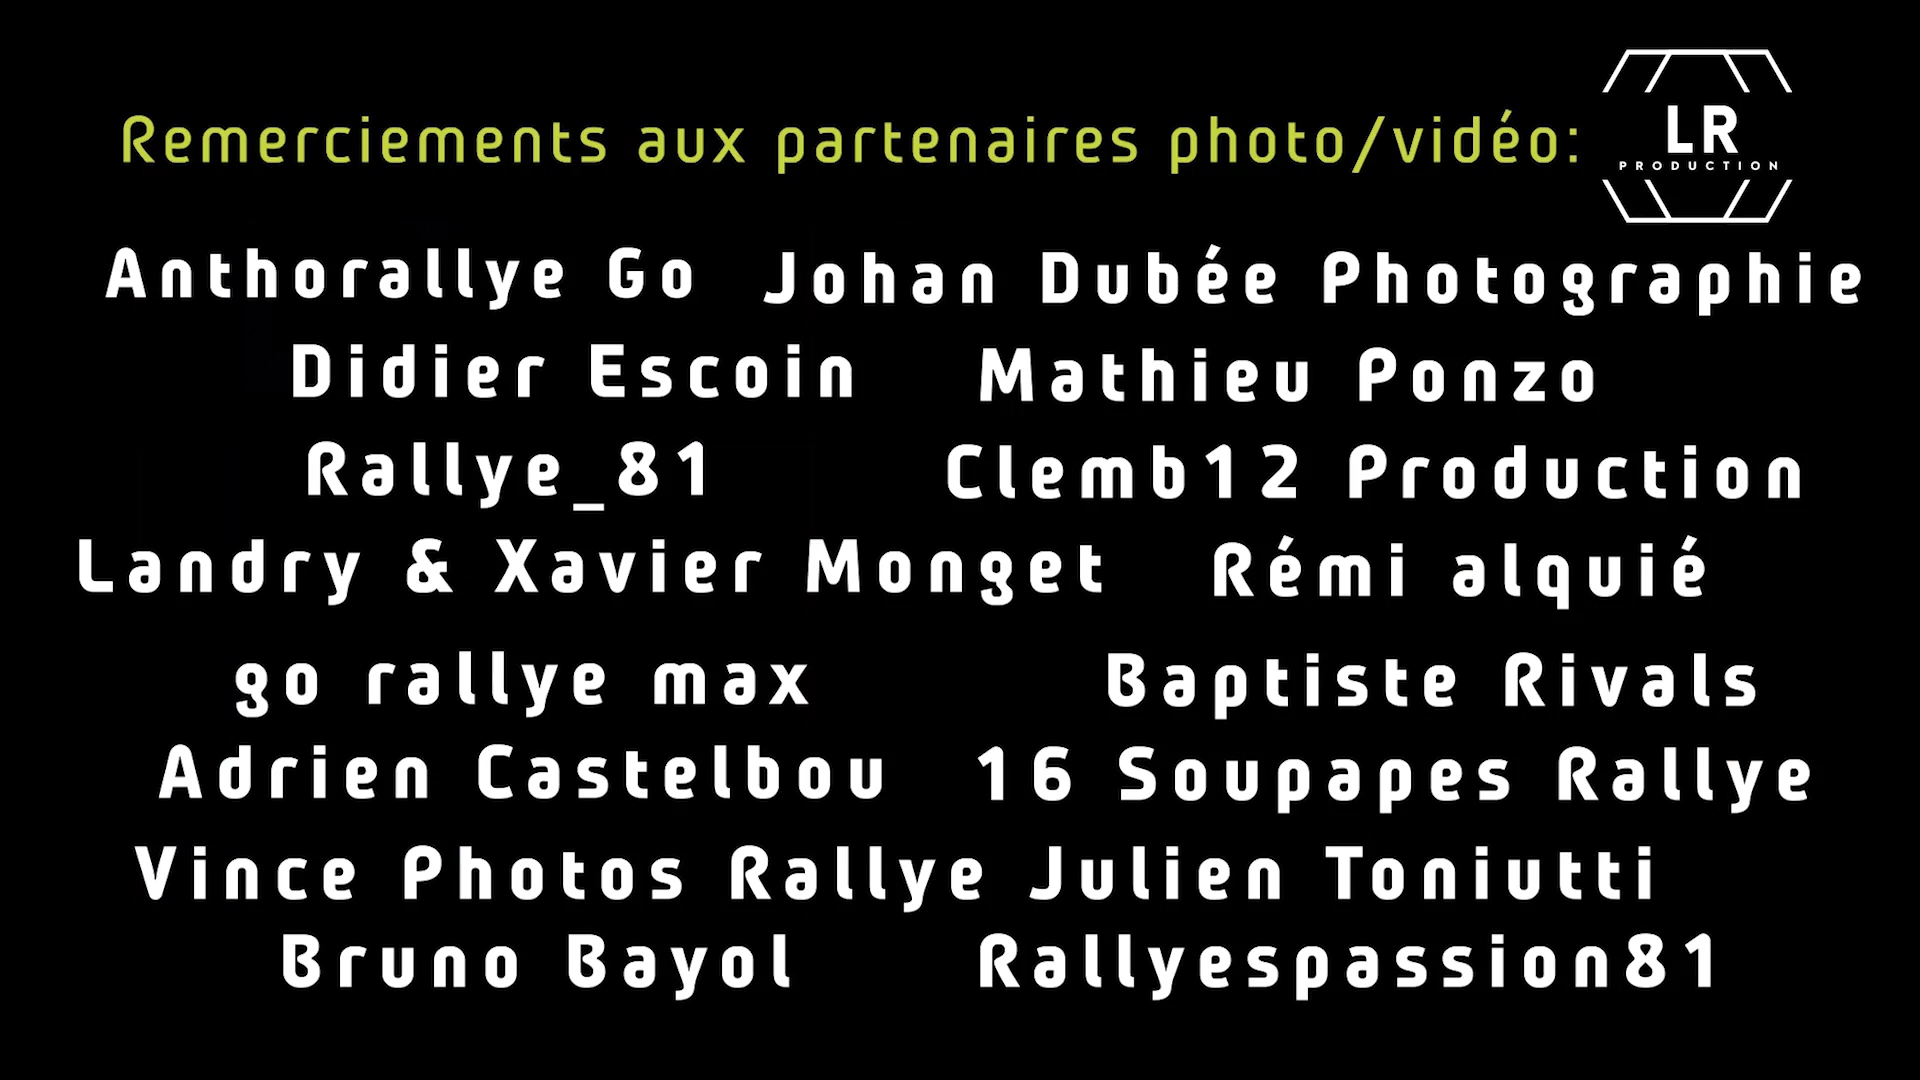 Remerciements aux partenaires photo/vidéo:
LR
PRODUCTION
Anthorallye Go Johan Dubée Photographie
Didier Escoin Mathieu Ponzo
Rallye_81 Clemb12 Production
Landry & Xavier Monget Rémi alquié
go rallye max Baptiste Rivals
Adrien Castelbou 16 Soupapes Rallye
Vince Photos Rallye Julien Toniutti
Bruno Bayol Rallyespassion81